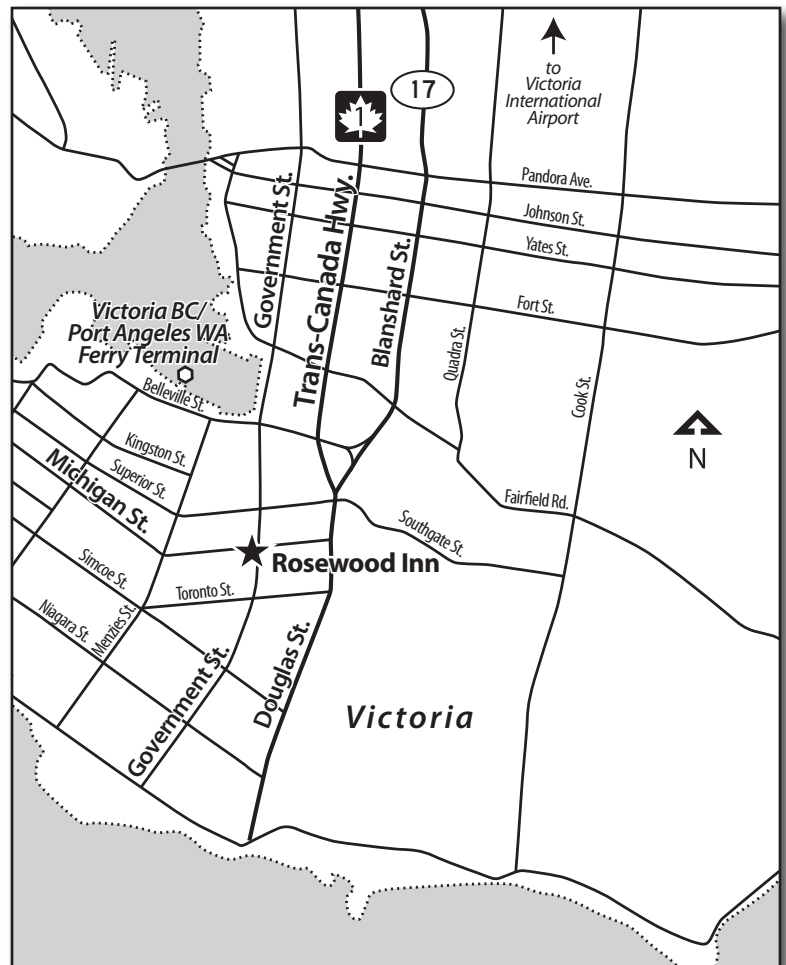 17
1
to
Victoria
International
Airport
Pandora Ave.
Johnson St.
Yates St.
Fort St.
Government St.
Trans-Canada Hwy.
Blanshard St.
Quadra St.
Cook St.
Victoria BC/
Port Angeles WA
Ferry Terminal
Belleville St.
Kingston St.
Superior St.
Michigan St.
N
Fairfield Rd.
Southgate St.
Rosewood Inn
Simcoe St.
Toronto St.
Niagara St.
Menzies St.
Government St.
Douglas St.
Victoria